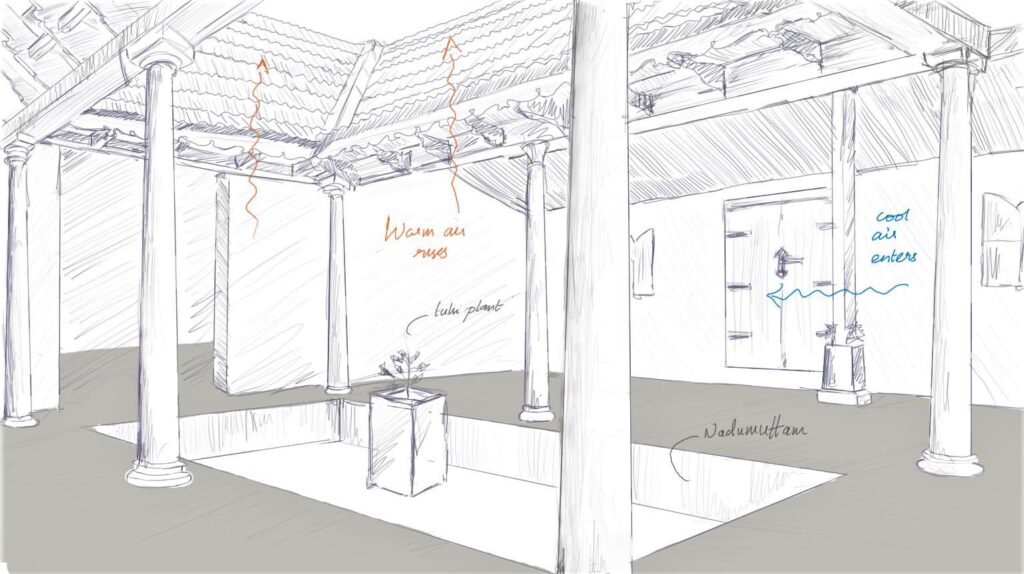 Warm air
rises
cool
air
enters
tulsi plant
Nadumuttam